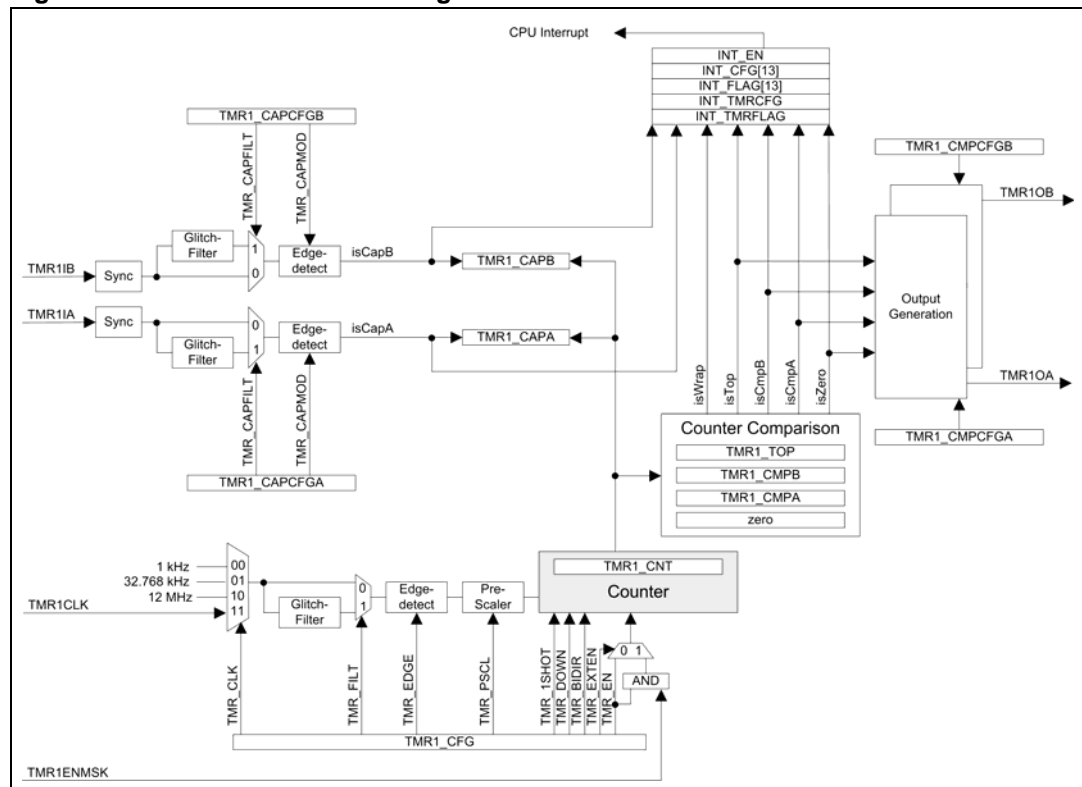 CPU Interrupt
INT_EN
INT_CFG[13]
INT_FLAG[13]
INT_TMRCFG
INT_TMRFLAG
TMR1_CAPCFGB
TMR_CAPFILT
TMR_CAPMOD
TMR1_CMPCFGB
TMR1OB
Glitch-
Filter
1
0
Edge-
detect
isCapB
TMR1_CAPB
TMR1IB
Sync
TMR1IA
Sync
0
1
Glitch-
Filter
Edge-
detect
isCapA
TMR1_CAPA
Output
Generation
TMR1OA
TMR_CAPFILT
TMR_CAPMOD
TMR1_CAPCFGA
isWrap
isTop
isCmpB
isCmpA
isZero
TMR1_CMPCFGA
Counter Comparison
TMR1_TOP
TMR1_CMPB
TMR1_CMPA
zero
1 kHz
32.768 kHz
12 MHz
TMR1CLK
00
01
10
11
Glitch-
Filter
0
1
Edge-
detect
Pre-
Scaler
TMR1_CNT
Counter
0 1
AND
TMR_CLK
TMR_FILT
TMR_EDGE
TMR_PSCL
TMR_1SHOT
TMR_DOWN
TMR_BIDIR
TMR_EXTEN
TMR_EN
TMR1_CFG
TMR1ENMSK